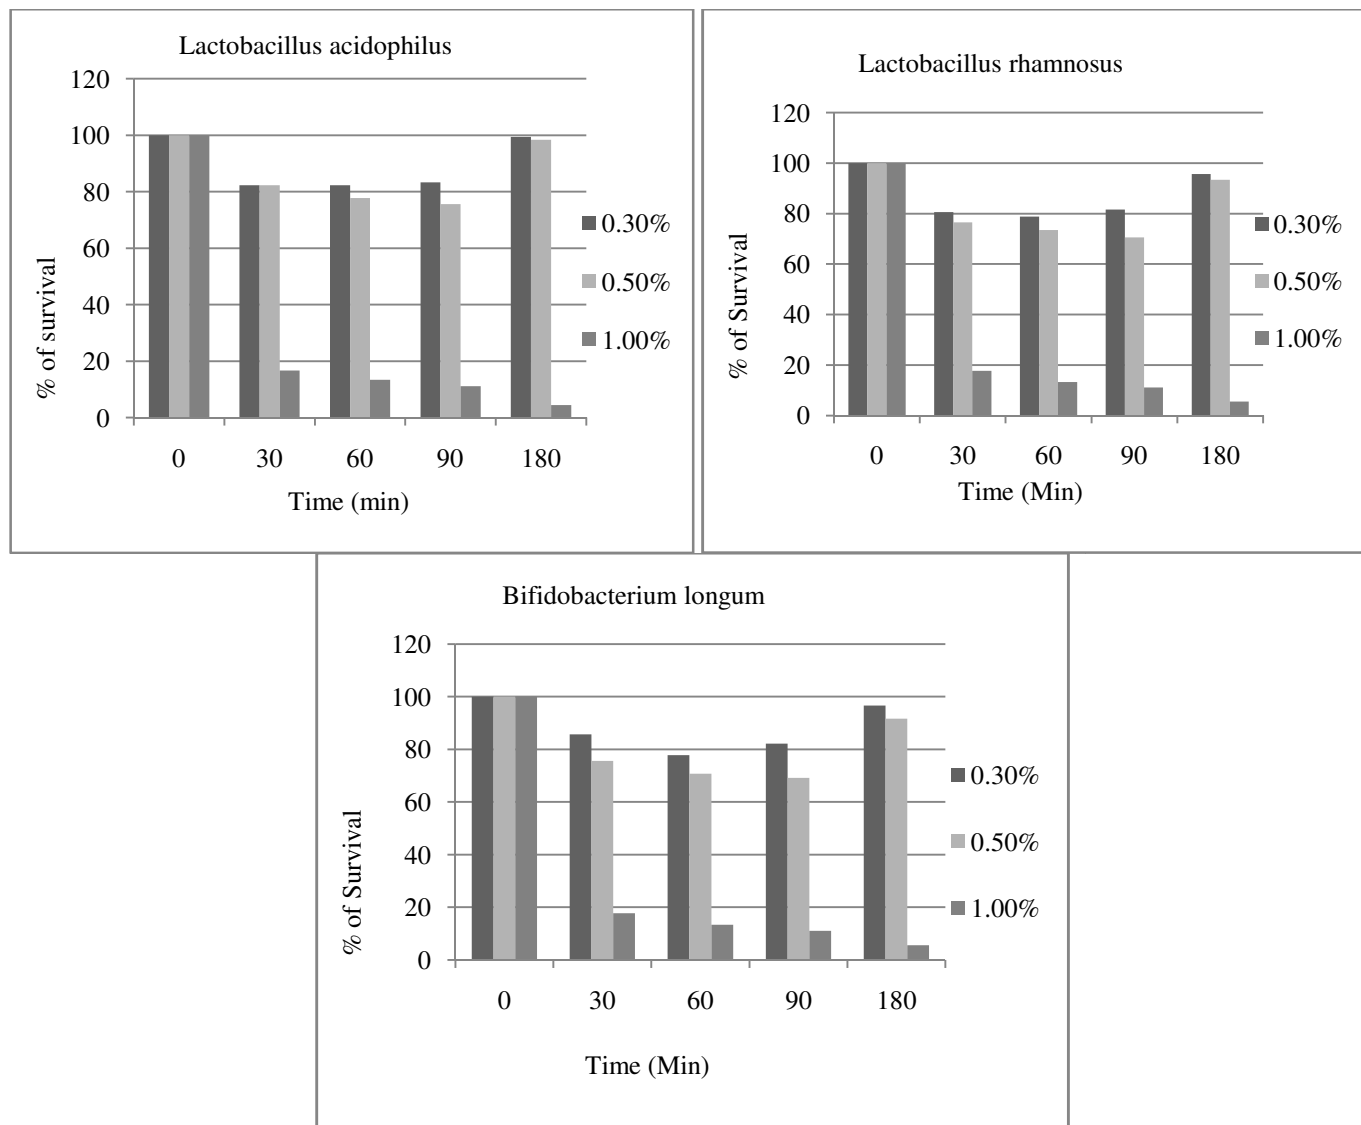 Lactobacillus acidophilus
120
100
80
60
40
20
0
% of survival
0 30 60 90 180
Time (min)
0.30%
0.50%
1.00%
Lactobacillus rhamnosus
120
100
80
60
40
20
0
% of Survival
0 30 60 90 180
Time (Min)
0.30%
0.50%
1.00%
Bifidobacterium longum
120
100
80
60
40
20
0
% of Survival
0 30 60 90 180
Time (Min)
0.30%
0.50%
1.00%